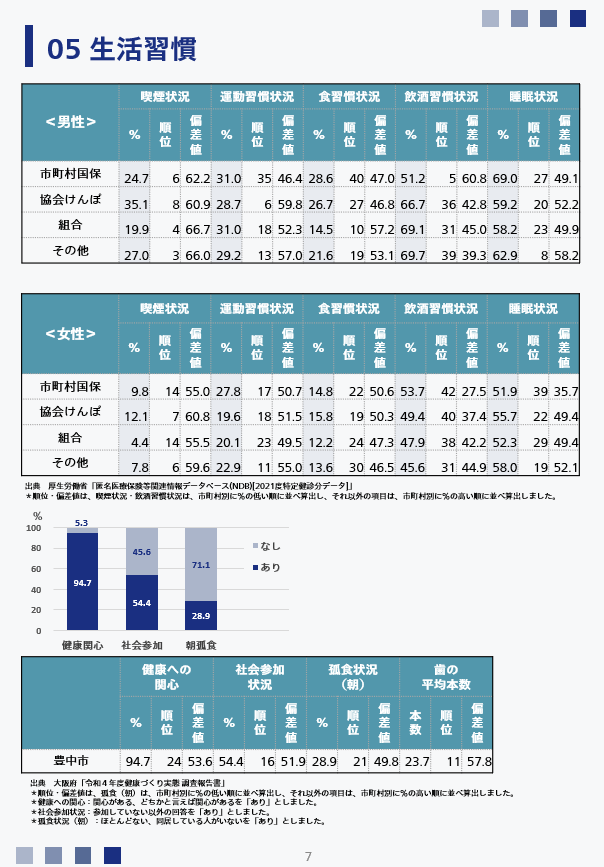 05 生活習慣
＜男性＞ 喫煙状況 運動習慣状況 食習慣状況 飲酒習慣状況 睡眠状況
% 順位 偏差値 % 順位 偏差値 % 順位 偏差値 % 順位 偏差値 % 順位 偏差値
市町村国保 24.7 6 62.2 31.0 35 46.4 28.6 40 47.0 51.2 5 60.8 69.0 27 49.1
協会けんぽ 35.1 8 60.9 28.7 6 59.8 26.7 27 46.8 66.7 36 42.8 59.2 20 52.2
組合 19.9 4 66.7 31.0 18 52.3 14.5 10 57.2 69.1 31 45.0 58.2 23 49.9
その他 27.0 3 66.0 29.2 13 57.0 21.6 19 53.1 69.7 39 39.3 62.9 8 58.2
＜女性＞ 喫煙状況 運動習慣状況 食習慣状況 飲酒習慣状況 睡眠状況
% 順位 偏差値 % 順位 偏差値 % 順位 偏差値 % 順位 偏差値 % 順位 偏差値
市町村国保 9.8 14 55.0 27.8 17 50.7 14.8 22 50.6 53.7 42 27.5 51.9 39 35.7
協会けんぽ 12.1 7 60.8 19.6 18 51.5 15.8 19 50.3 49.4 40 37.4 55.7 22 49.4
組合 4.4 14 55.5 20.1 23 49.5 12.2 24 47.3 47.9 38 42.2 52.3 29 49.4
その他 7.8 6 59.6 22.9 11 55.0 13.6 30 46.5 45.6 31 44.9 58.0 19 52.1
出典　厚生労働省「匿名医療保険等関連情報データベース(NDB)[2021度特定健診分データ]」
＊順位・偏差値は、喫煙状況・飲酒習慣状況は、市町村別に%の低い順に並べ算出し、それ以外の項目は、市町村別に%の高い順に並べ算出しました。
%
100
80
60
40
20
0
5.3
94.7
45.6
54.4
71.1
28.9
健康関心 社会参加 朝孤食
なし
あり
健康への関心 社会参加状況 孤食状況（朝） 歯の平均本数
% 順位 偏差値 % 順位 偏差値 % 順位 偏差値 本数 順位 偏差値
豊中市 94.7 24 53.6 54.4 16 51.9 28.9 21 49.8 23.7 11 57.8
出典　大阪府「令和４年度健康づくり実態調査報告書」
＊順位・偏差値は、孤食（朝）は、市町村別に%の低い順に並べ算出し、それ以外の項目は、市町村別に%の高い順に並べ算出しました。
＊健康への関心：関心がある、どちかと言えば関心があるを「あり」としました。
＊社会参加状況：参加していない以外の回答を「あり」としました。
＊孤食状況（朝）：ほとんどない、同居している人がいないを「あり」としました。
7